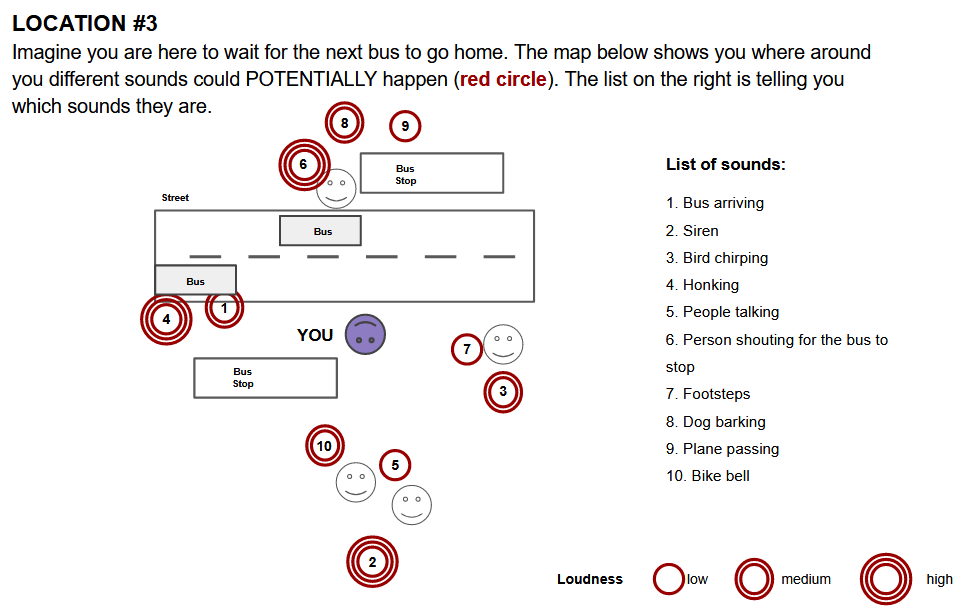 LOCATION #3
Imagine you are here to wait for the next bus to go home. The map below shows you where around
you different sounds could POTENTIALLY happen (red circle). The list on the right is telling you
which sounds they are.
8
9
6
Bus
Stop
Street
Bus
Bus
4
1
YOU
7
Bus
Stop
3
10
5
2
List of sounds:
1. Bus arriving
2. Siren
3. Bird chirping
4. Honking
5. People talking
6. Person shouting for the bus to
stop
7. Footsteps
8. Dog barking
9. Plane passing
10. Bike bell
Loudness
low
medium
high